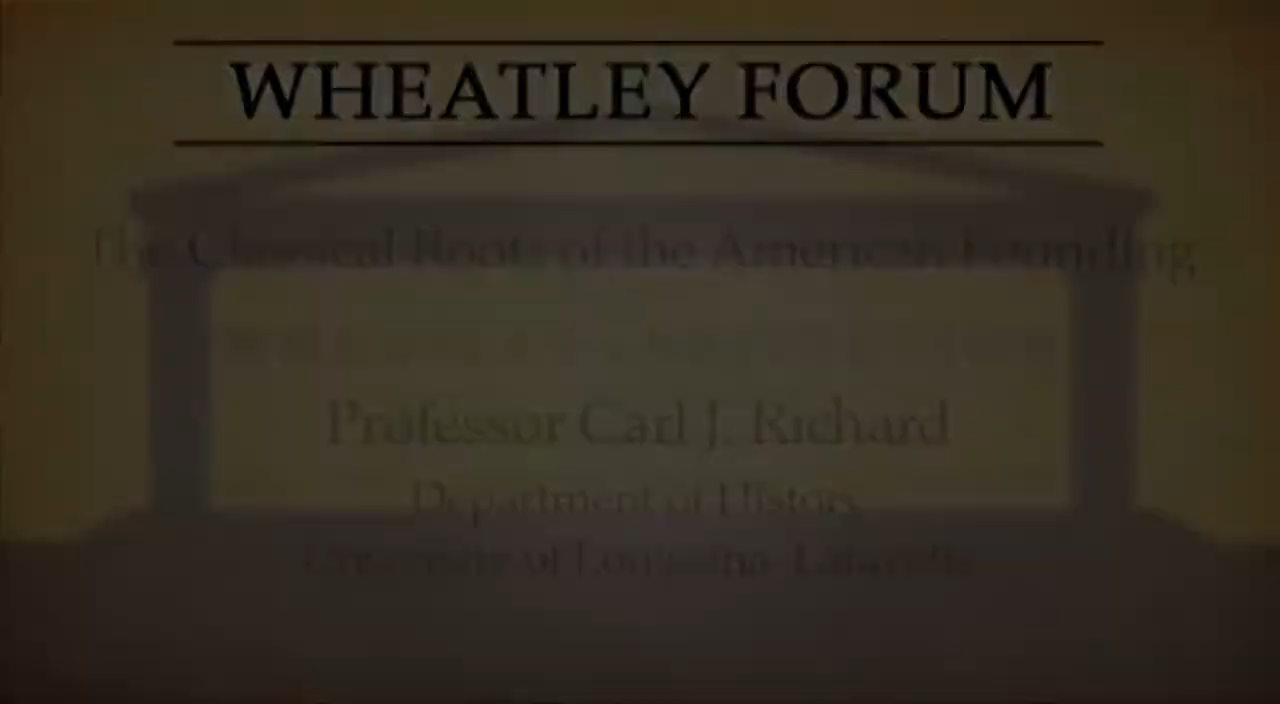 WHEATLEY FORUM
The Classical Roots of the American Founding
Professor Carl J. Richard
Department of History
University of Louisiana, Lafayette